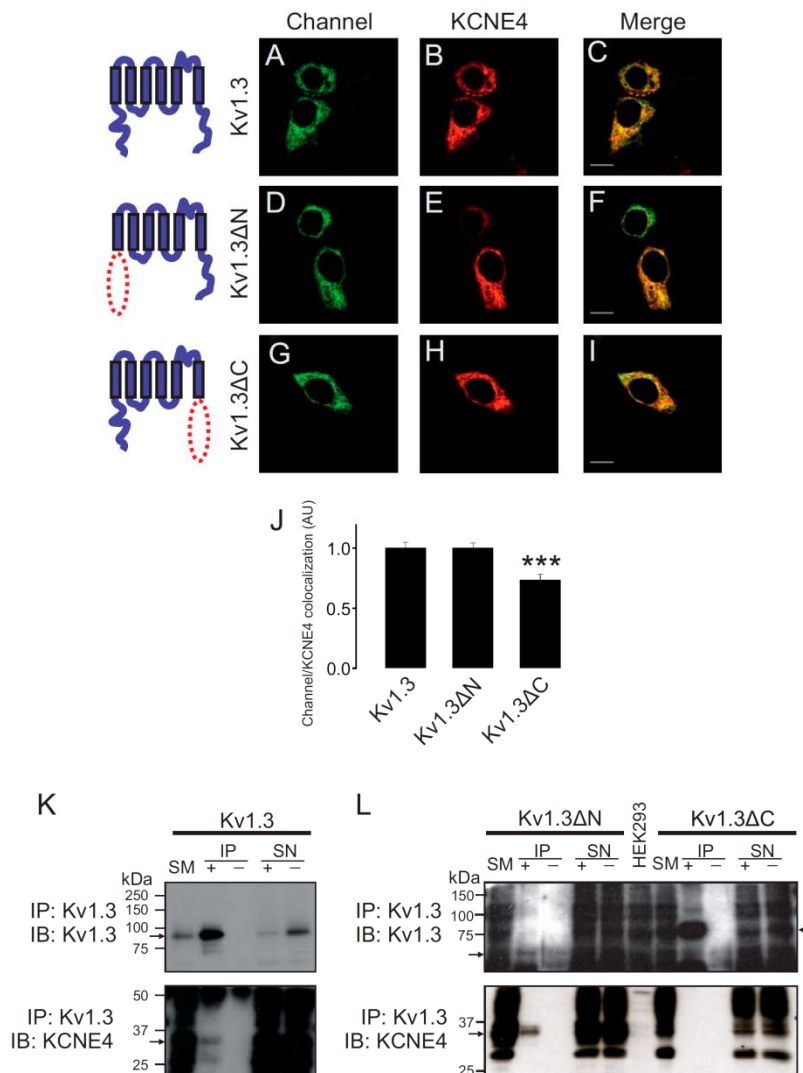 Channel KCNE4 Merge
Kv1.3
A B C
Kv1.3ΔN
D E F
Kv1.3ΔC
G H I
J
Channel/KCNE4 colocalization (AU)
1.0
0.5
0.0
***
Kv1.3 Kv1.3ΔN Kv1.3ΔC
K
Kv1.3
SM IP SN
+ − + −
kDa
250
150
100
75
IP: Kv1.3
IB: Kv1.3
50
37
25
IP: Kv1.3
IB: KCNE4
L
Kv1.3ΔN HEK293 Kv1.3ΔC
SM IP SN SM IP SN
+ − + − + − + −
kDa
150
100
75
IP: Kv1.3
IB: Kv1.3
37
25
IP: Kv1.3
IB: KCNE4